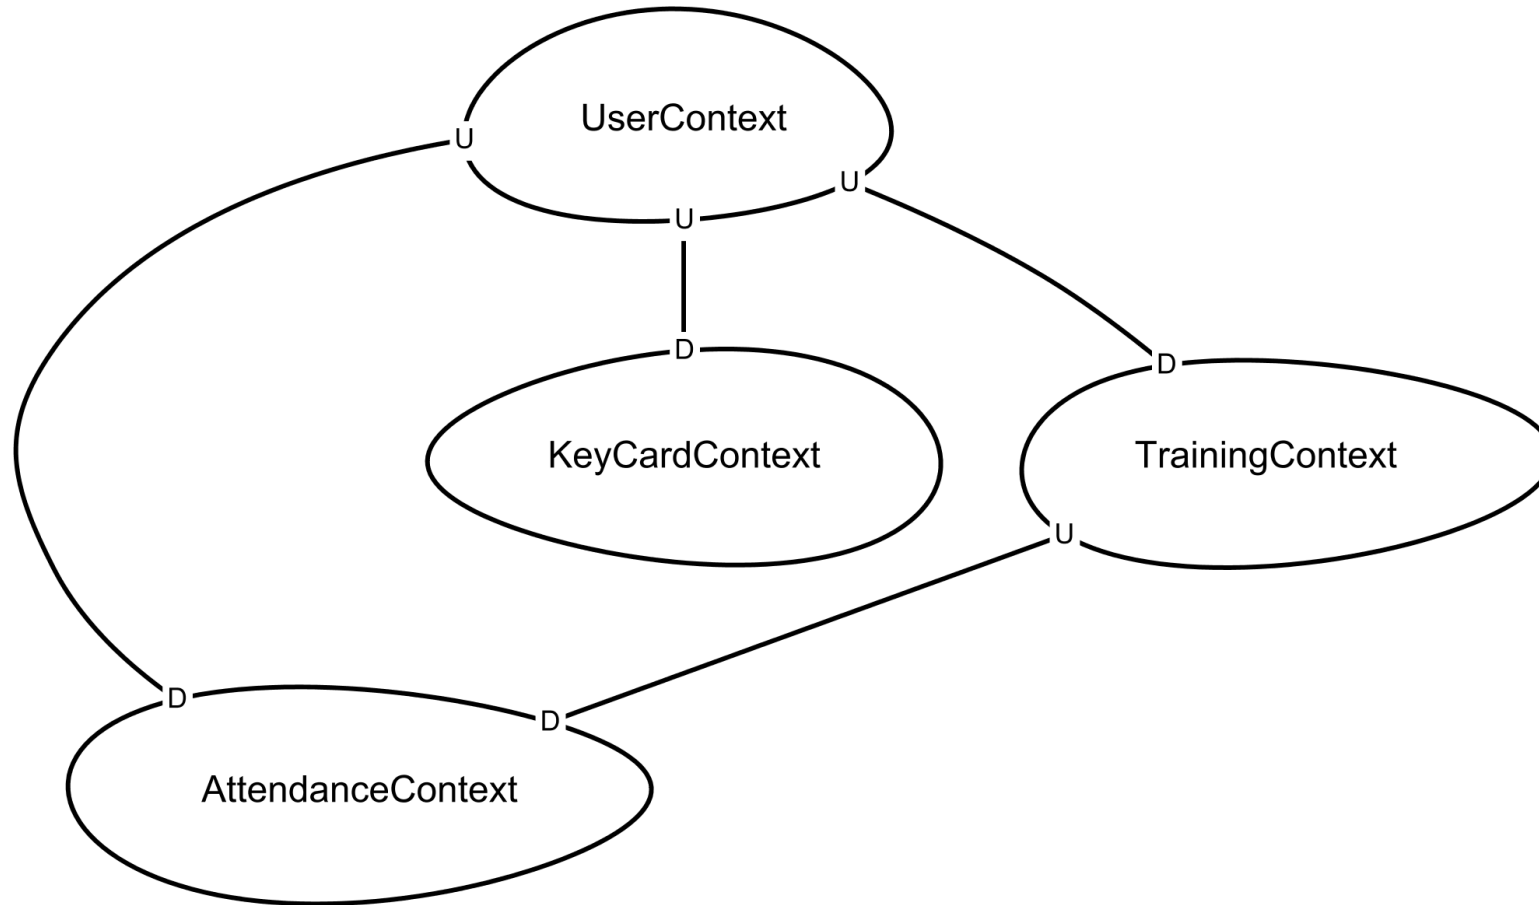 UserContext
U
U
U
D
D
KeyCardContext
TrainingContext
U
D
D
AttendanceContext